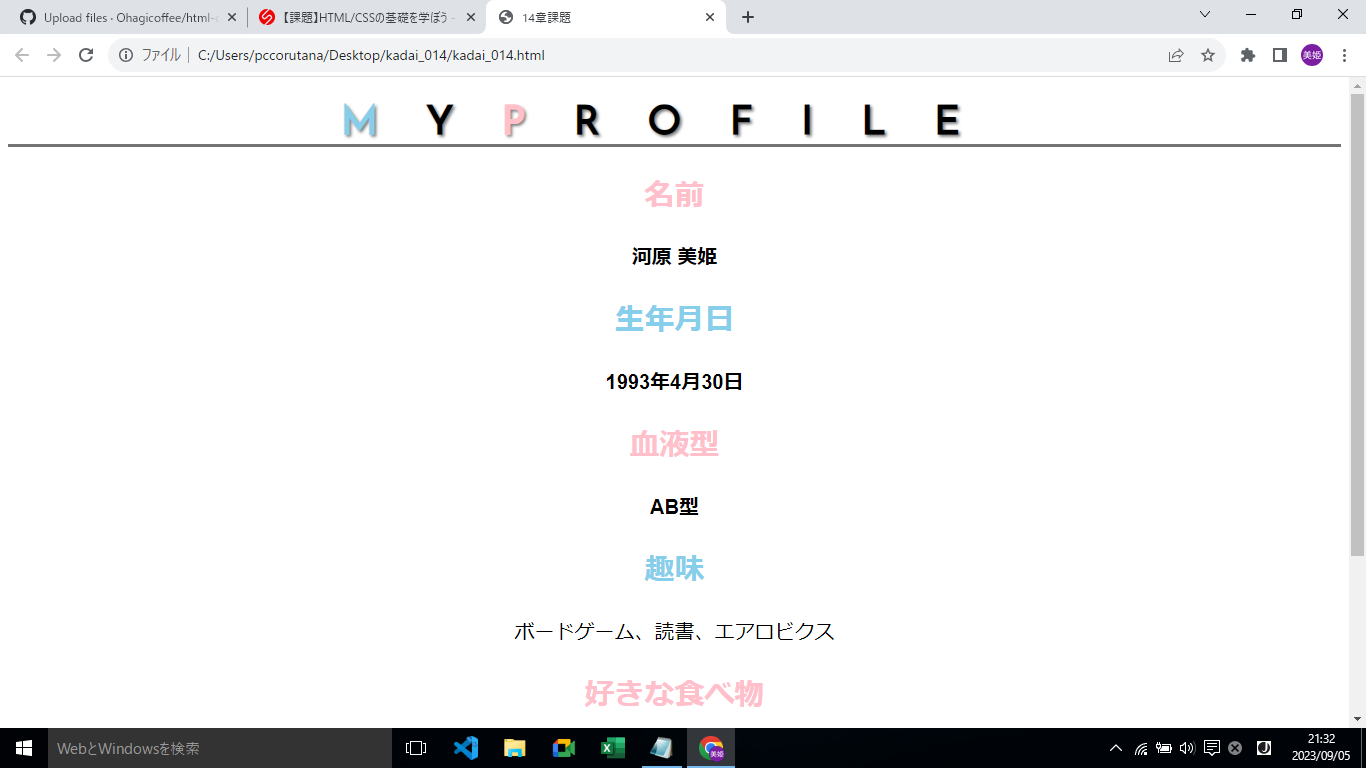 Upload files · Ohagicoffee/html-c
【課題】HTML/CSSの基礎を学ぼう -
14章課題
ファイル C:/Users/pccorutana/Desktop/kadai_014/kadai_014.html
美姫
MYPROFILE
名前
河原 美姫
生年月日
1993年4月30日
血液型
AB型
趣味
ボードゲーム、読書、エアロビクス
好きな食べ物
WebとWindowsを検索
美姫
21:32
2023/09/05